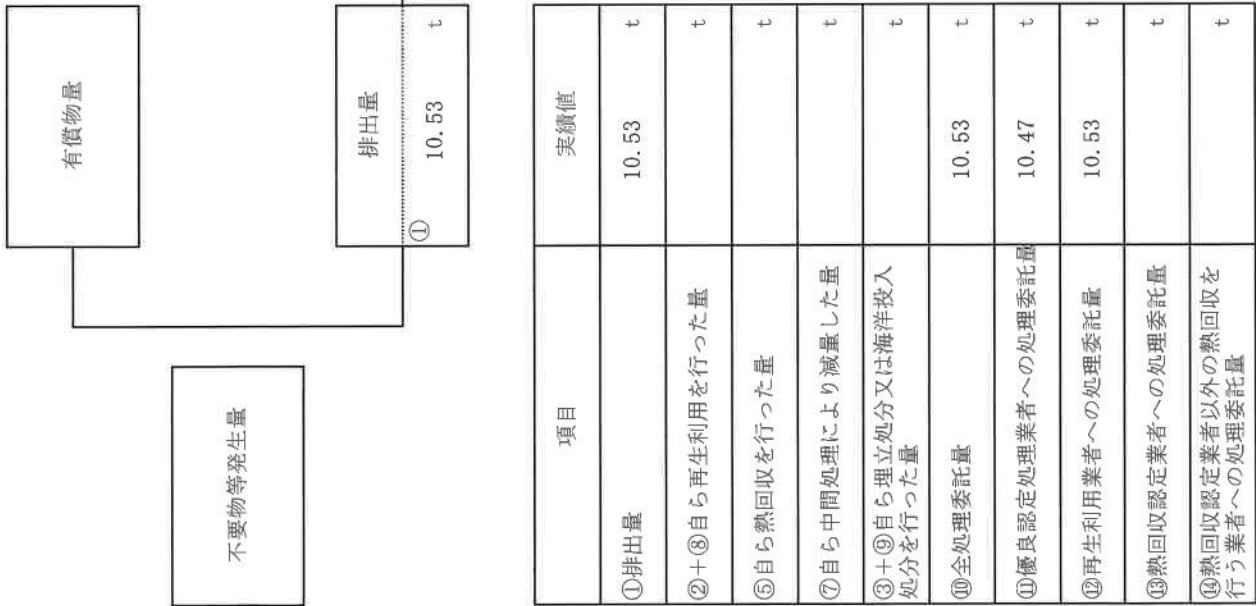 有償物量
不要物等発生量
排出量
① 10.53 t
項目 実績値
①排出量 10.53 t
②+⑧自ら再生利用を行った量 t
⑤自ら熱回収を行った量 t
⑦自ら中間処理により減量した量 t
③+⑨自ら埋立処分又は海洋投入
処分を行った量 t
⑩全処理委託量 10.53 t
⑪優良認定処理業者への処理委託量 10.47 t
⑫再生利用業者への処理委託量 10.53 t
⑬熱回収認定業者への処理委託量 t
⑭熱回収認定業者以外の熱回収を
行う業者への処理委託量 t